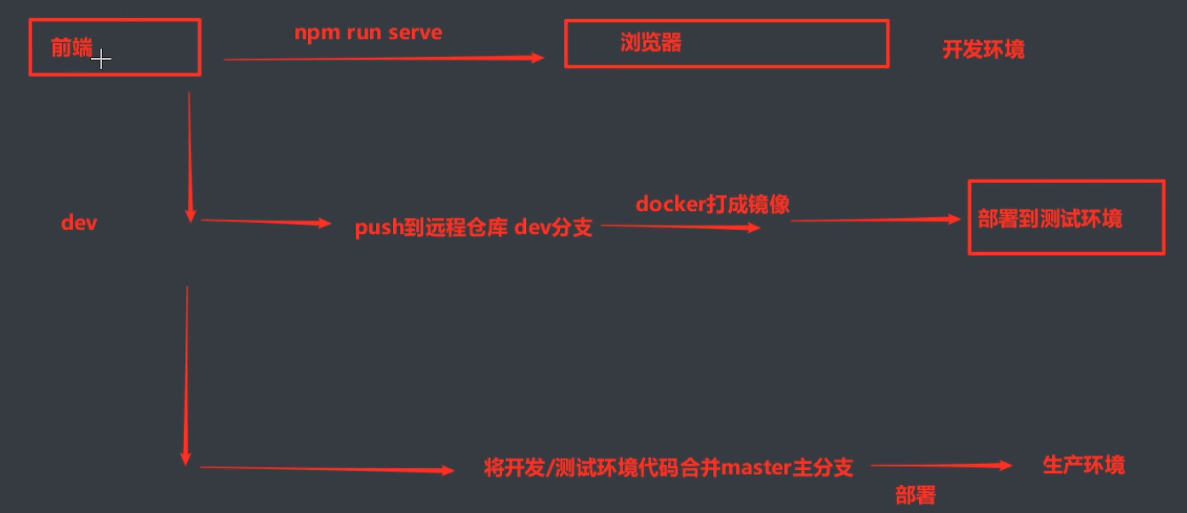 前端
npm run serve
浏览器
开发环境
dev
push到远程仓库 dev分支
docker打成镜像
部署到测试环境
将开发/测试环境代码合并master主分支
部署
生产环境